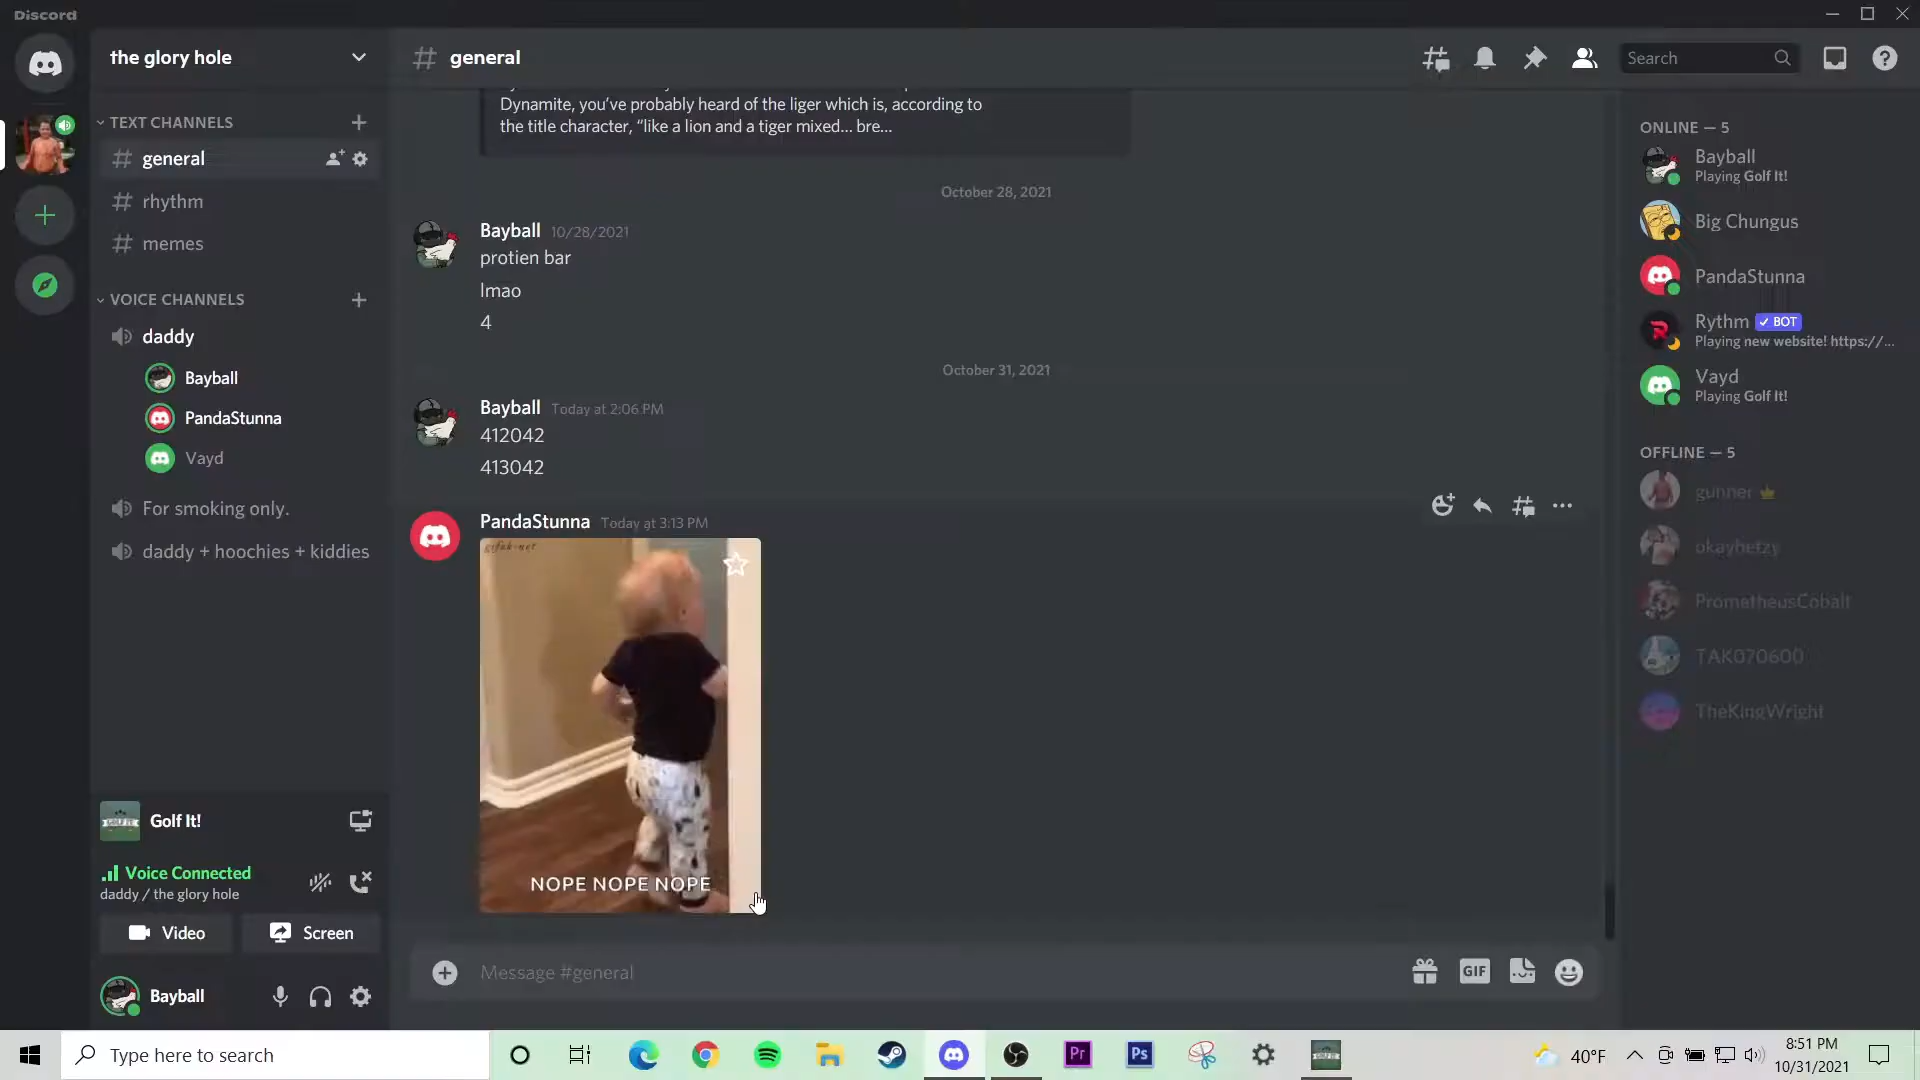 Discord
the glory hole
general
Search
TEXT CHANNELS
general
rhythm
memes
VOICE CHANNELS
daddy
Bayball
PandaStunna
Vayd
For smoking only.
daddy + hoochies + kiddies
Golf It!
Voice Connected
daddy / the glory hole
Video
Screen
Bayball
Dynamite, you've probably heard of the liger which is, according to
the title character, "like a lion and a tiger mixed... bre...
October 28, 2021
Bayball 10/28/2021
protien bar
lmao
4
October 31, 2021
Bayball Today at 2:06 PM
412042
413042
PandaStunna Today at 3:13 PM
gifak-net
NOPE NOPE NOPE
Message #general
GIF
ONLINE — 5
Bayball
Playing Golf It!
Big Chungus
PandaStunna
Rythm BOT
Playing new website! https://...
Vayd
Playing Golf It!
OFFLINE — 5
gunner
okaybetzy
PrometheusCobalt
TAK070600
TheKingWright
Type here to search
Pr
Ps
40°F
8:51 PM
10/31/2021